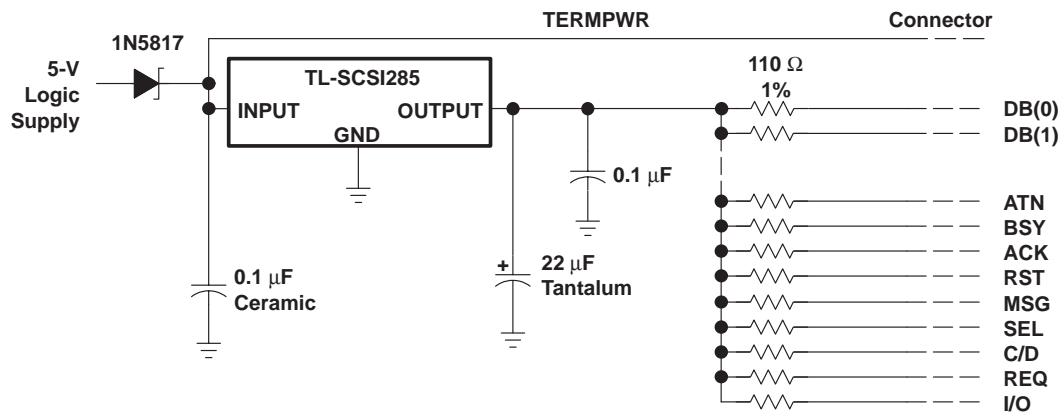 TERMPWR
Connector
1N5817
5-V
Logic
Supply
TL-SCSI285
INPUT
OUTPUT
GND
110 Ω
1%
DB(0)
DB(1)
0.1 μF
ATN
BSY
ACK
RST
MSG
SEL
C/D
REQ
I/O
0.1 μF
Ceramic
+
22 μF
Tantalum